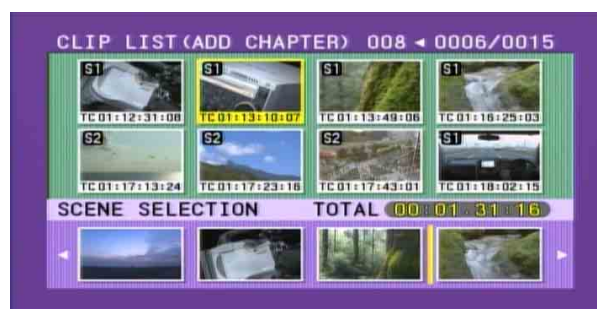 CLIP LIST(ADD CHAPTER) 008◄0006/0015
S1 S1 S1 S1
TC 01:12:31:08 TC 01:13:10:07 TC 01:13:49:06 TC 01:16:25:03
S2 S2 S2 S1
TC 01:17:13:24 TC 01:17:23:16 TC 01:17:43:01 TC 01:18:02:15
SCENE SELECTION TOTAL 00:01:31:16